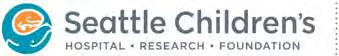 Seattle Children's
HOSPITAL • RESEARCH • FOUNDATION